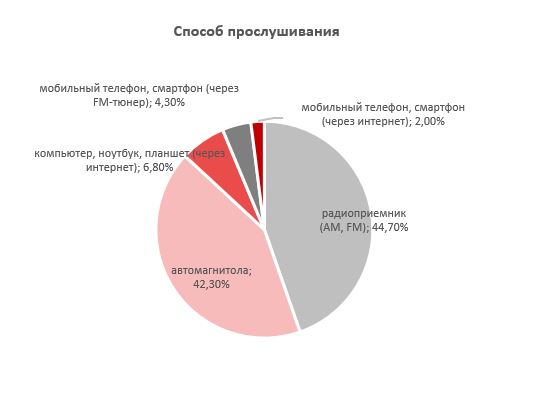 Способ прослушивания
мобильный телефон, смартфон (через
FM-тюнер); 4,30%
мобильный телефон, смартфон
(через интернет); 2,00%
компьютер, ноутбук, планшет (через
интернет); 6,80%
радиоприемник
(AM, FM); 44,70%
автомагнитола;
42,30%